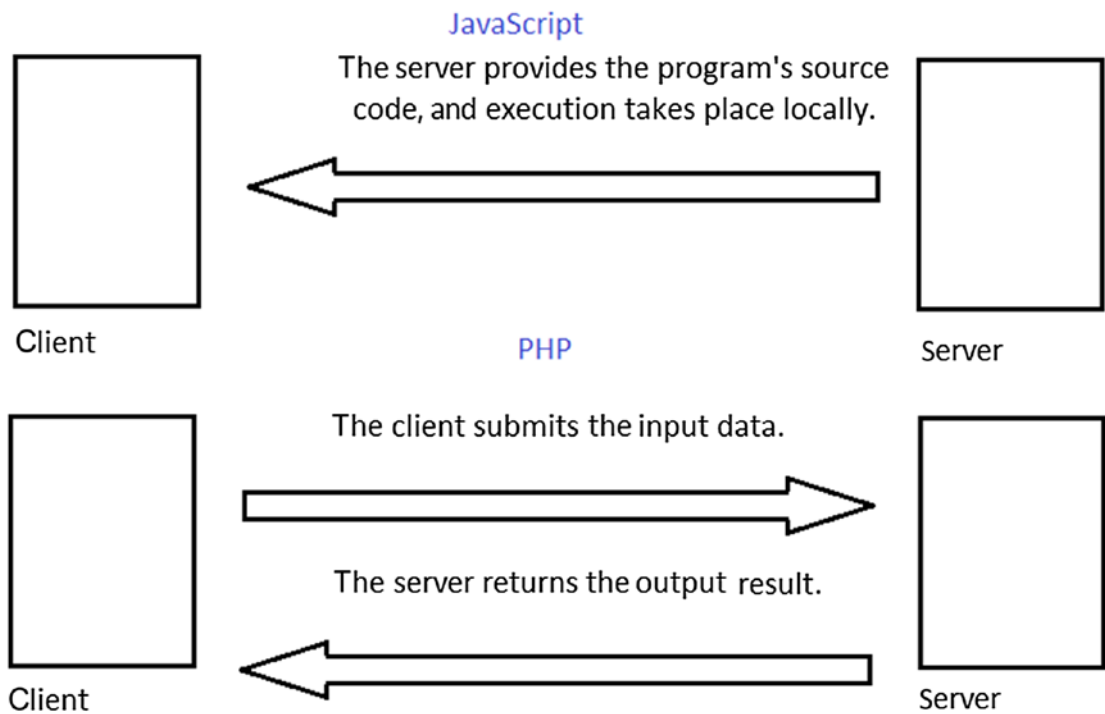 JavaScript
The server provides the program's source
code, and execution takes place locally.
Client
Server
PHP
The client submits the input data.
The server returns the output result.
Client
Server